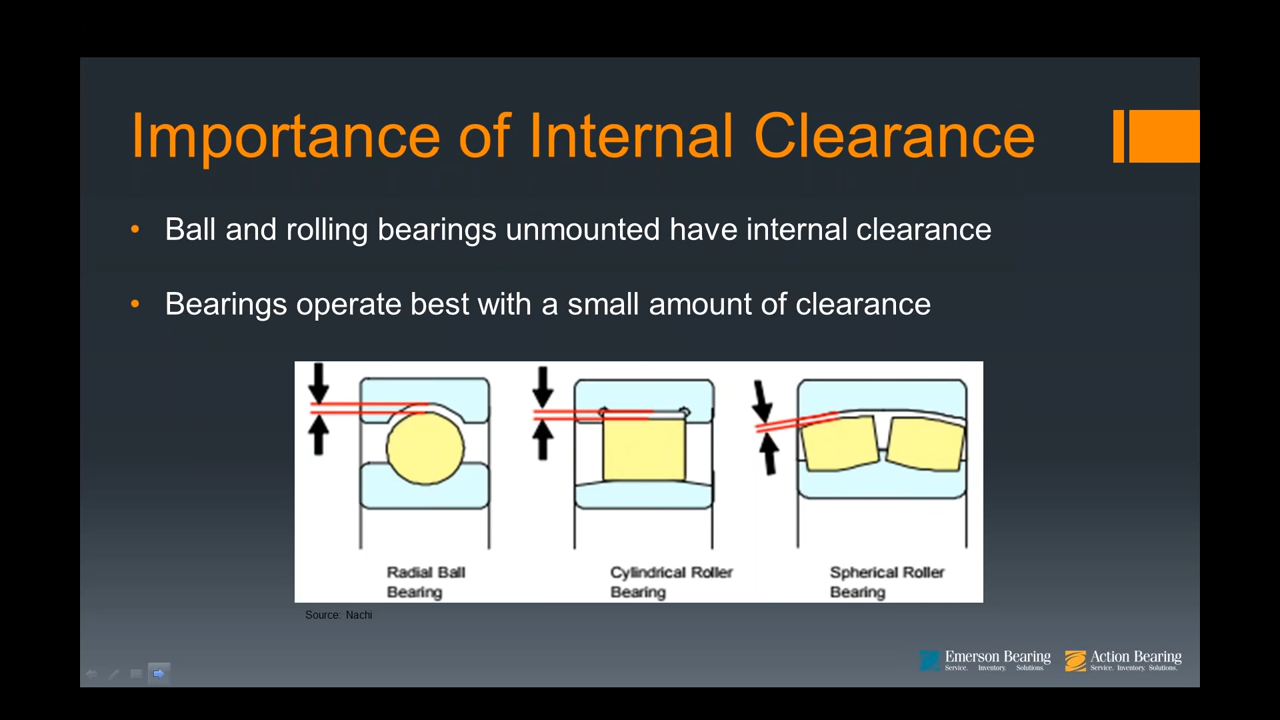 Importance of Internal Clearance
• Ball and rolling bearings unmounted have internal clearance
• Bearings operate best with a small amount of clearance
Radial Ball
Bearing
Cylindrical Roller
Bearing
Spherical Roller
Bearing
Source: Nachi
Emerson Bearing
Service. Inventory. Solutions.
Action Bearing
Service. Inventory. Solutions.